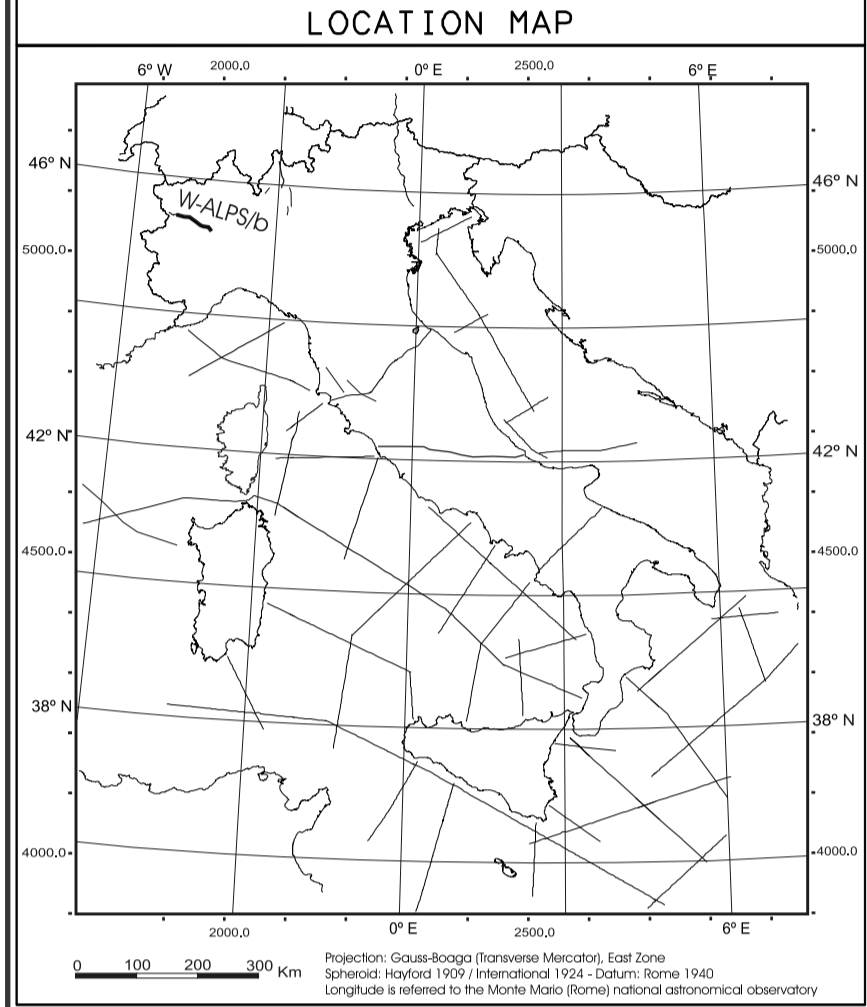 LOCATION MAP
6° W 2000.0 0° E 2500.0 6° E
46° N 46° N
W-ALPS/b
5000.0 5000.0
42° N 42° N
4500.0 4500.0
38° N 38° N
4000.0 4000.0
2000.0 0° E 2500.0 6° E
0 100 200 300 Km
Projection: Gauss-Boaga (Transverse Mercator), East Zone
Spheroid: Hayford 1909 / International 1924 - Datum: Rome 1940
Longitude is referred to the Monte Mario (Rome) national astronomical observatory